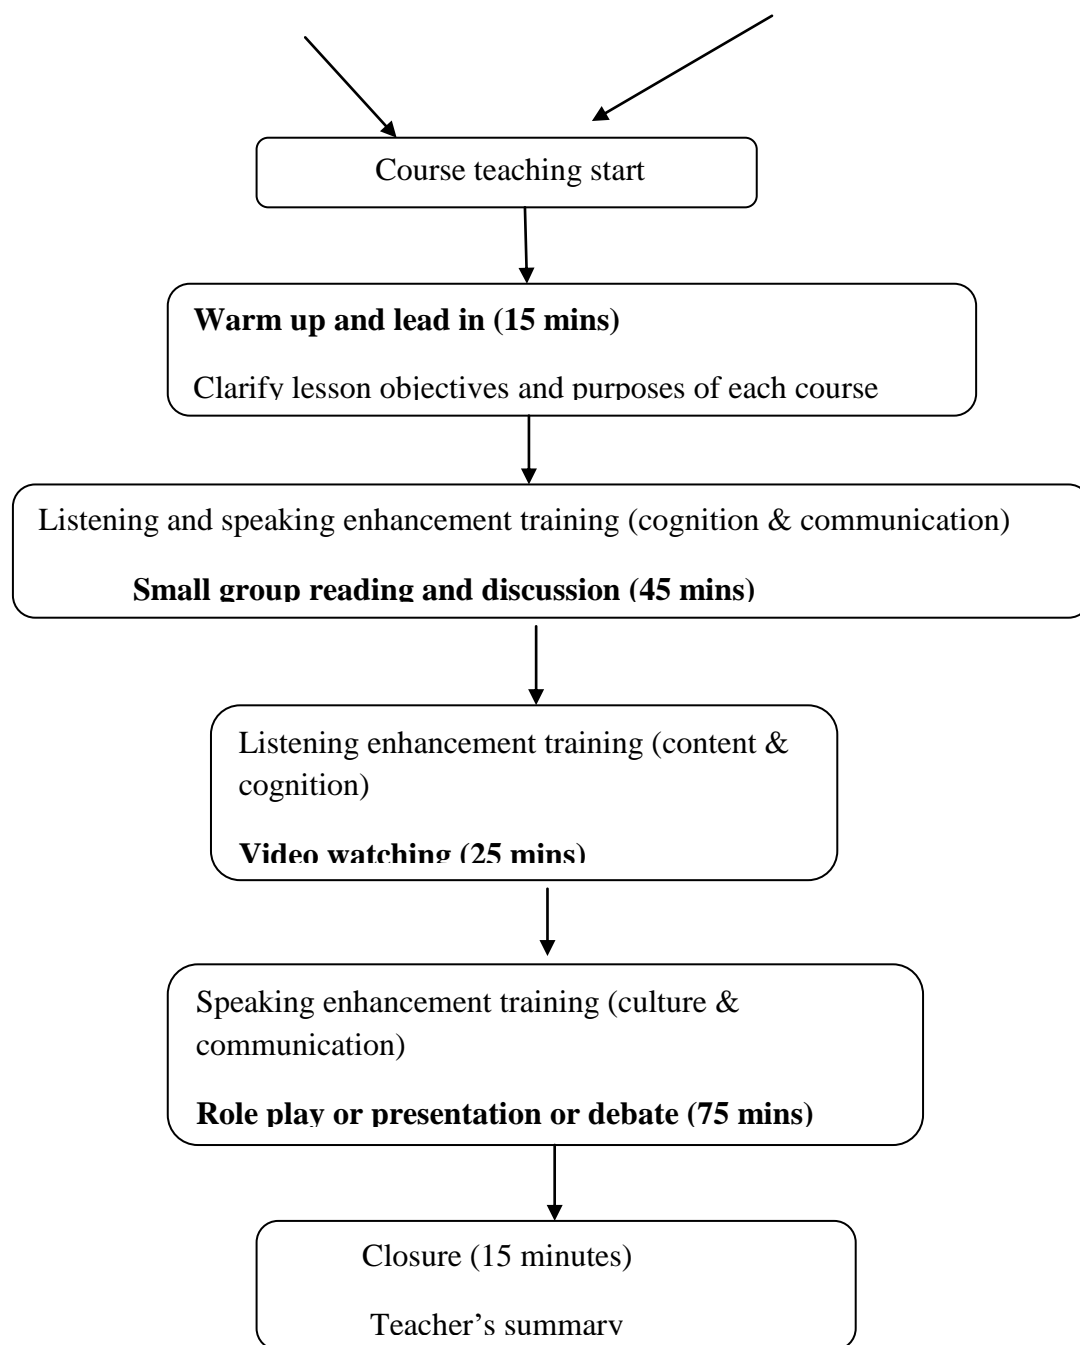 Course teaching start
Warm up and lead in (15 mins)
Clarify lesson objectives and purposes of each course
Listening and speaking enhancement training (cognition & communication)
Small group reading and discussion (45 mins)
Listening enhancement training (content &
cognition)
Video watching (25 mins)
Speaking enhancement training (culture &
communication)
Role play or presentation or debate (75 mins)
Closure (15 minutes)
Teacher’s summary